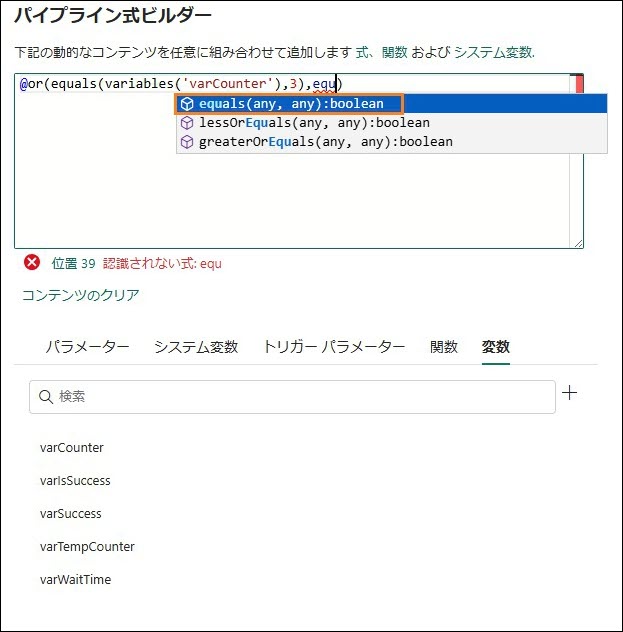 パイプライン式ビルダー
下記の動的なコンテンツを任意に組み合わせて追加します 式、関数 および システム変数.
@or(equals(variables('varCounter'),3),equ)
equals(any, any):boolean
lessOrEquals(any, any):boolean
greaterOrEquals(any, any):boolean
位置 39 認識されない式: equ
コンテンツのクリア
パラメーター システム変数 トリガー パラメーター 関数 変数
検索
varCounter
varIsSuccess
varSuccess
varTempCounter
varWaitTime